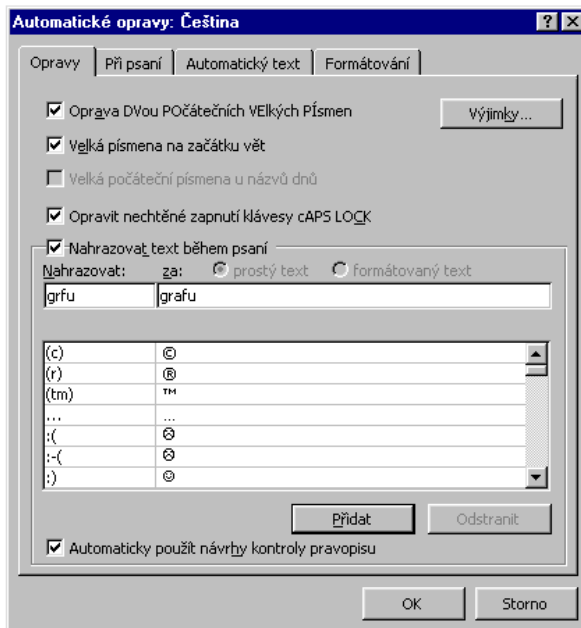 Automatické opravy: Čeština
Opravy Při psaní Automatický text Formátování
Oprava DVou POčátečních VElkých PÍsmen
Výjimky...
Velká písmena na začátku vět
Velká počáteční písmena u názvů dnů
Opravit nechtěné zapnutí klávesy cAPS LOCK
Nahrazovat text během psaní
Nahrazovat: za: prostý text formátovaný text
grfu grafu
(c) ©
(r) ®
(tm) ™
... ...
:( ☹
:-( ☹
:) ☺
Přidat Odstranit
Automaticky použít návrhy kontroly pravopisu
OK Storno